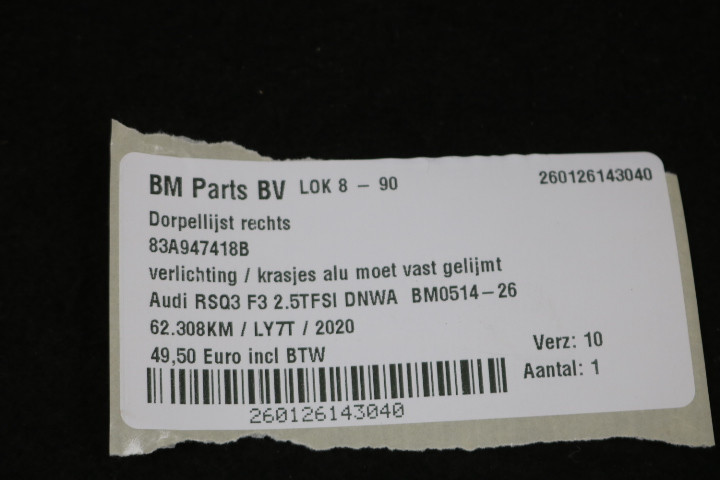 BM Parts BV LOK 8 - 90 260126143040
Dorpellijst rechts
83A947418B
verlichting / krasjes alu moet vast gelijmt
Audi RSQ3 F3 2.5TFSI DNWA BM0514-26
62.308KM / LY7T / 2020
49,50 Euro incl BTW Verz: 10
Aantal: 1
260126143040